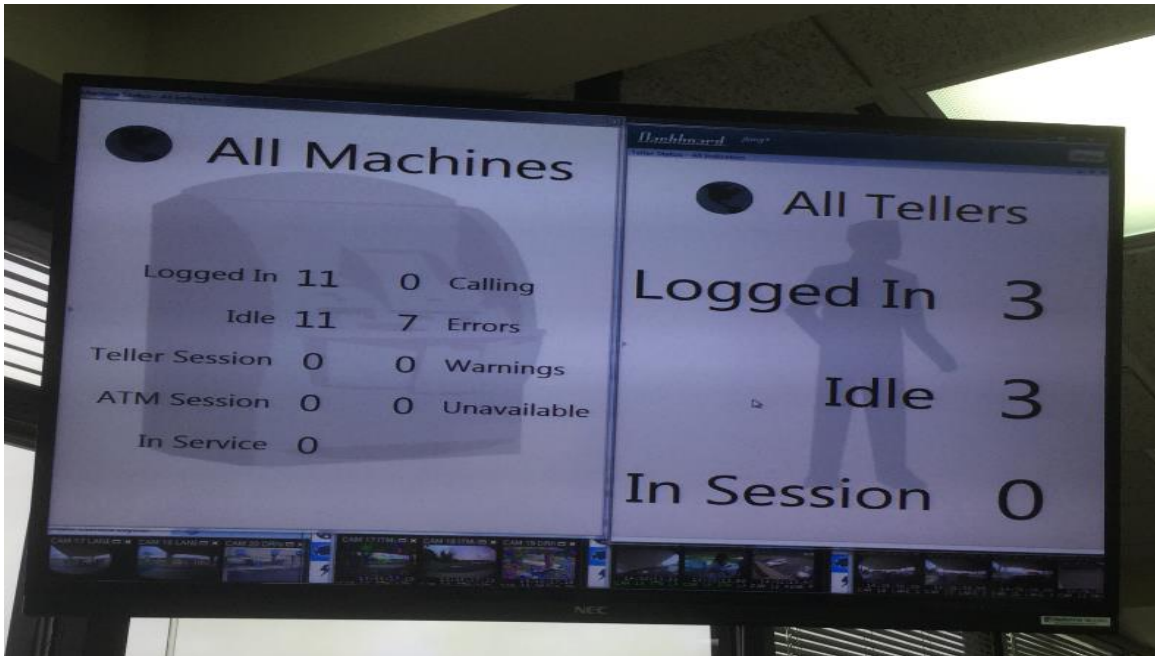 All Machines
Logged In 11 0 Calling
Idle 11 7 Errors
Teller Session 0 0 Warnings
ATM Session 0 0 Unavailable
In Service 0
Dashboard
All Tellers
Logged In 3
Idle 3
In Session 0
NEC